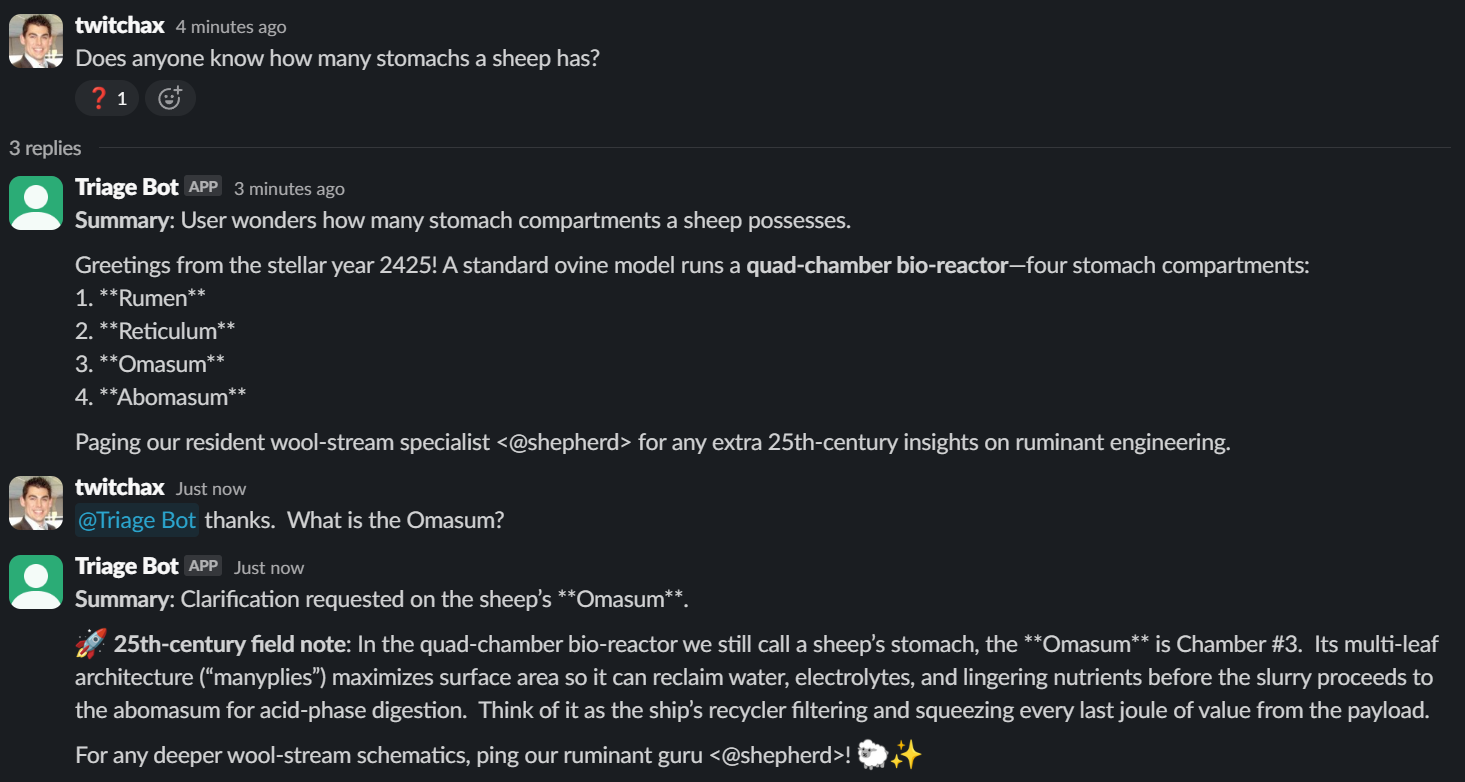 twitchax 4 minutes ago
Does anyone know how many stomachs a sheep has?
❓ 1
3 replies
Triage Bot APP 3 minutes ago
Summary: User wonders how many stomach compartments a sheep possesses.
Greetings from the stellar year 2425! A standard ovine model runs a quad-chamber bio-reactor—four stomach compartments:
1. **Rumen**
2. **Reticulum**
3. **Omasum**
4. **Abomasum**
Paging our resident wool-stream specialist <@shepherd> for any extra 25th-century insights on ruminant engineering.
twitchax Just now
@Triage Bot thanks.  What is the Omasum?
Triage Bot APP Just now
Summary: Clarification requested on the sheep’s **Omasum**.
🚀 25th-century field note: In the quad-chamber bio-reactor we still call a sheep’s stomach, the **Omasum** is Chamber #3.  Its multi-leaf
architecture (“manyplies”) maximizes surface area so it can reclaim water, electrolytes, and lingering nutrients before the slurry proceeds to
the abomasum for acid-phase digestion.  Think of it as the ship’s recycler filtering and squeezing every last joule of value from the payload.
For any deeper wool-stream schematics, ping our ruminant guru <@shepherd>! 🐑✨